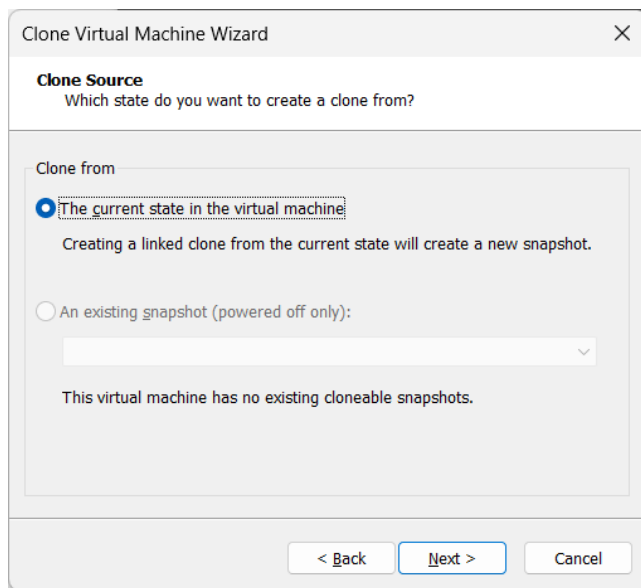 Clone Virtual Machine Wizard
Clone Source
Which state do you want to create a clone from?
Clone from
The current state in the virtual machine
Creating a linked clone from the current state will create a new snapshot.
An existing snapshot (powered off only):
This virtual machine has no existing cloneable snapshots.
< Back
Next >
Cancel